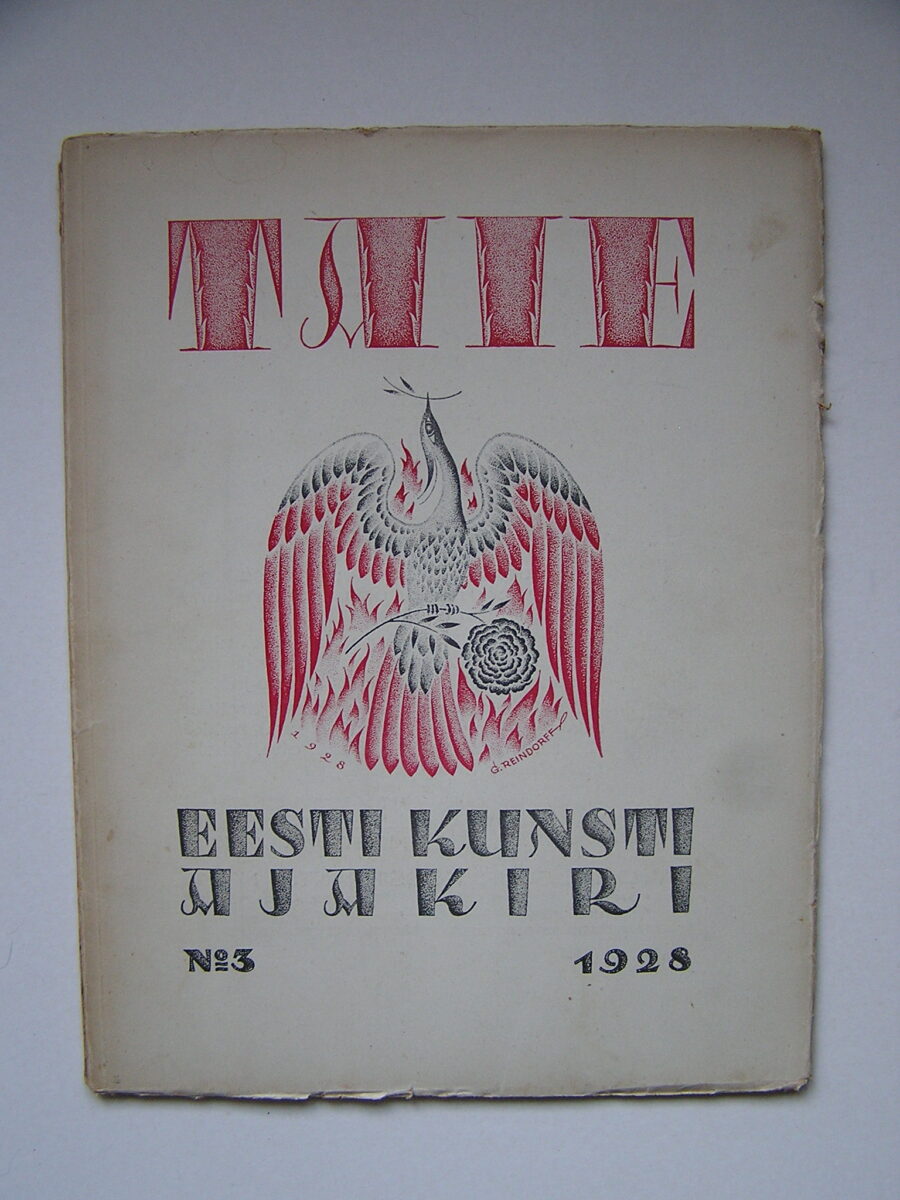 TAIE
1928
G. REINDORFF
EESTI KUNSTI
AJAKIRI
Nº3 1928